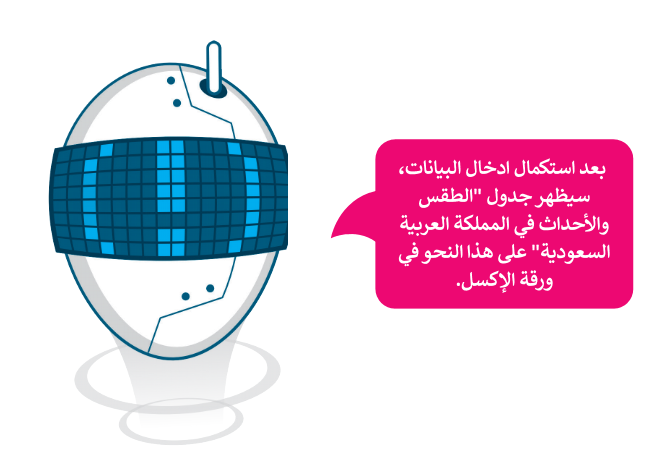 بعد استكمال ادخال البيانات،
سيظهر جدول "الطقس
والأحداث في المملكة العربية
السعودية" على هذا النحو في
ورقة الإكسل.
(!)